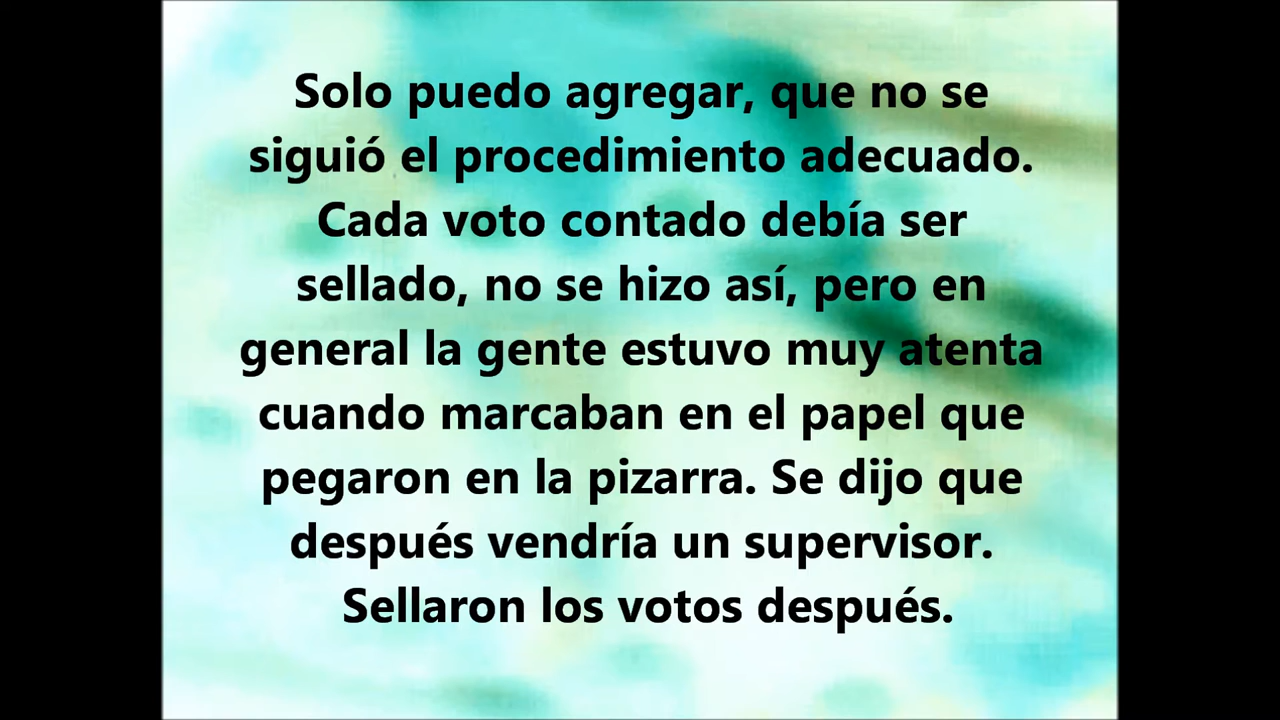 Solo puedo agregar, que no se
siguió el procedimiento adecuado.
Cada voto contado debía ser
sellado, no se hizo así, pero en
general la gente estuvo muy atenta
cuando marcaban en el papel que
pegaron en la pizarra. Se dijo que
después vendría un supervisor.
Sellaron los votos después.